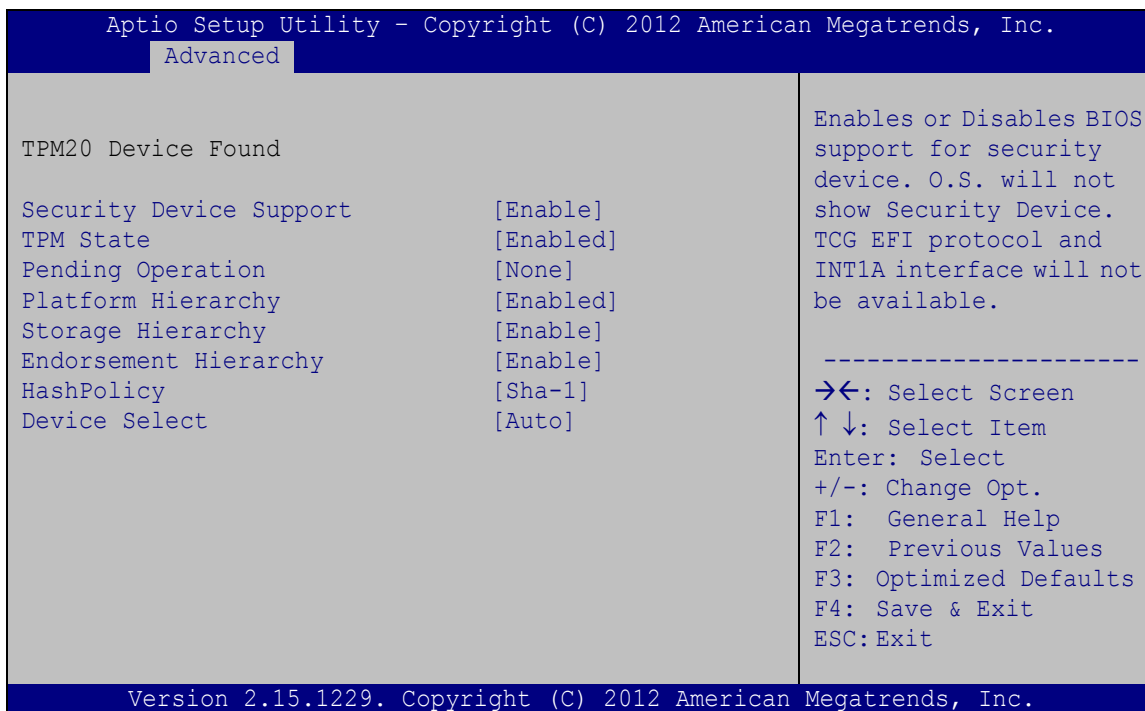 Aptio Setup Utility – Copyright (C) 2012 American Megatrends, Inc.
Advanced
TPM20 Device Found
Security Device Support [Enable]
TPM State [Enabled]
Pending Operation [None]
Platform Hierarchy [Enabled]
Storage Hierarchy [Enable]
Endorsement Hierarchy [Enable]
HashPolicy [Sha-1]
Device Select [Auto]
Enables or Disables BIOS
support for security
device. O.S. will not
show Security Device.
TCG EFI protocol and
INT1A interface will not
be available.
----------------------
→←: Select Screen
↑ ↓: Select Item
Enter: Select
+/-: Change Opt.
F1: General Help
F2: Previous Values
F3: Optimized Defaults
F4: Save & Exit
ESC: Exit
Version 2.15.1229. Copyright (C) 2012 American Megatrends, Inc.